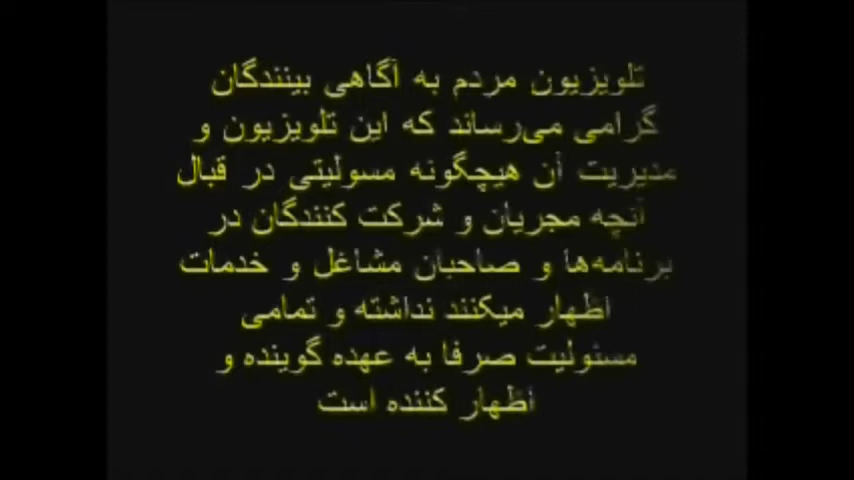 تلویزیون مردم به آگاهی بینندگان
گرامی می‌رساند که این تلویزیون و
مدیریت آن هیچگونه مسولیتی در قبال
آنچه مجریان و شرکت کنندگان در
برنامه‌ها و صاحبان مشاغل و خدمات
اظهار میکنند نداشته و تمامی
مسئولیت صرفا به عهده گوینده و
اظهار کننده است